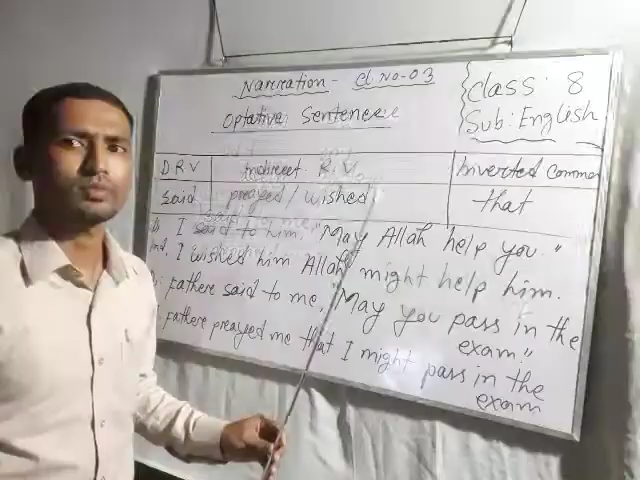 Narration - Cl No-03
Class: 8
Optative Sentence
Sub: English
DRV Indirect R.V Inverted Comma
Said prayed / wished that
I said to him, "May Allah help you."
I wished him Allah might help him.
father said to me, "May you pass in the
exam."
father prayed me that I might pass in the
exam